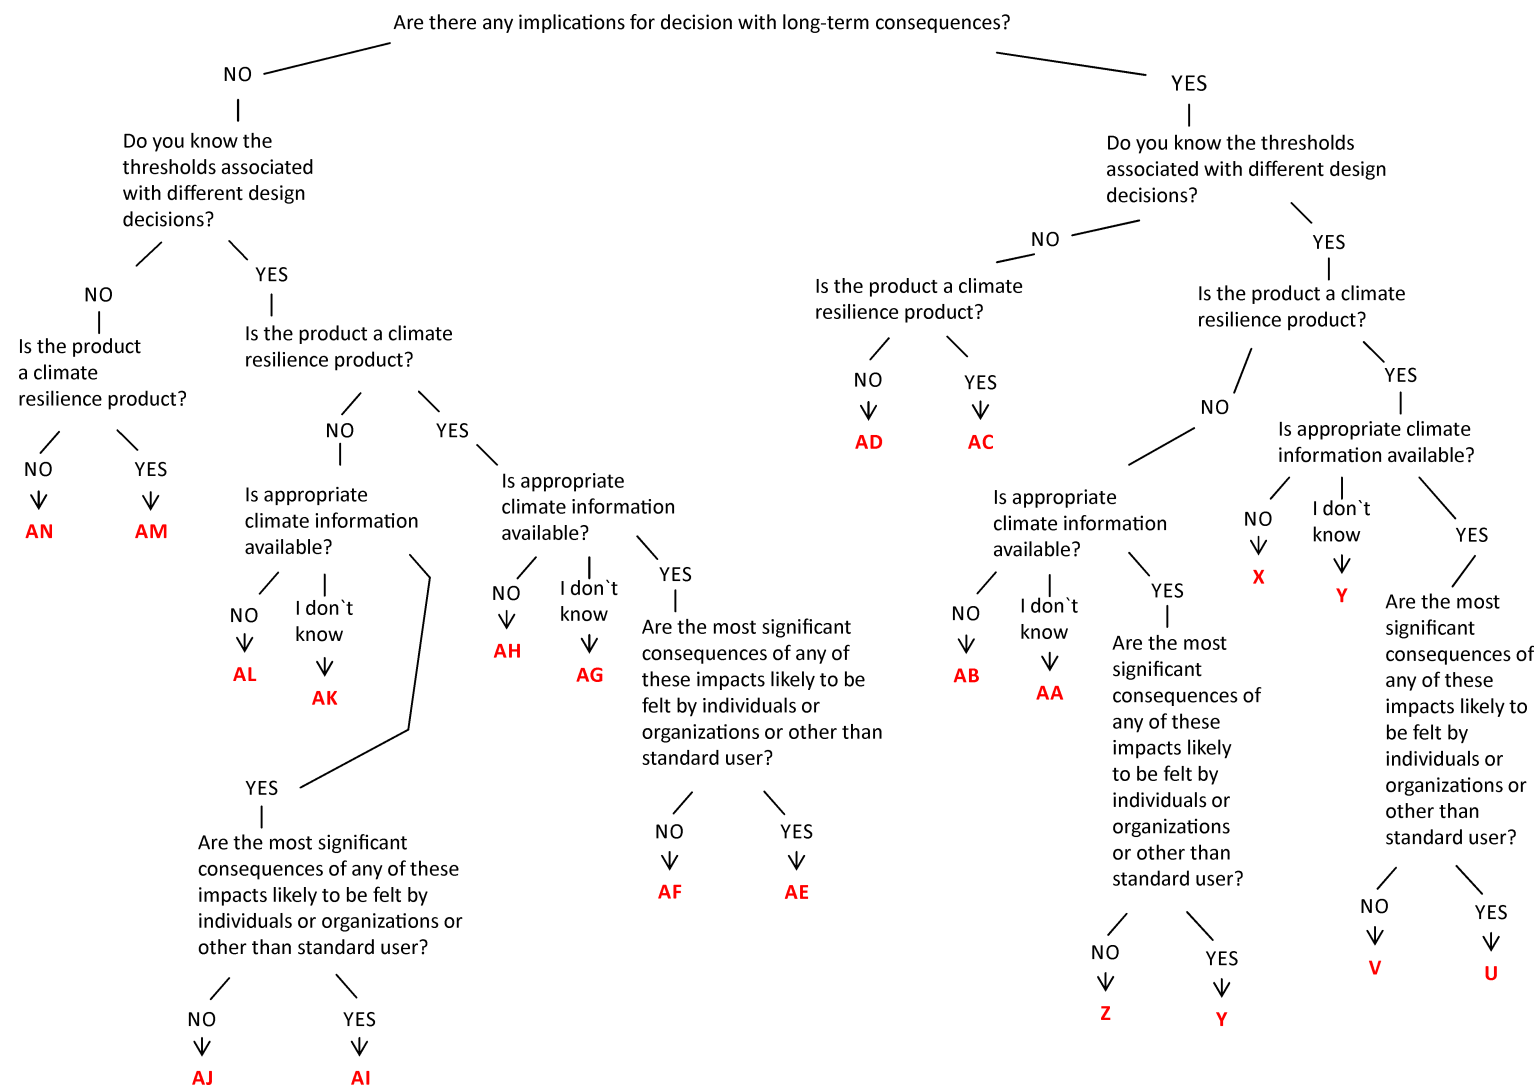 Are there any implications for decision with long-term consequences?
NO
YES
Do you know the
thresholds associated
with different design
decisions?
Do you know the thresholds
associated with different design
decisions?
NO
YES
NO
YES
Is the product
a climate
resilience product?
Is the product a climate
resilience product?
Is the product a climate
resilience product?
Is the product a climate
resilience product?
NO
YES
AN
AM
NO
YES
NO
YES
AD
AC
NO
YES
Is appropriate
climate information
available?
NO
I don`t
know
YES
AL
AK
Is appropriate
climate information
available?
NO
I don`t
know
YES
AH
AG
Are the most significant
consequences of any of
these impacts likely to be
felt by individuals or
organizations or other than
standard user?
NO
YES
AF
AE
Are the most significant
consequences of any of these
impacts likely to be felt by
individuals or organizations or
other than standard user?
NO
YES
AJ
AI
Is appropriate
climate information
available?
NO
I don`t
know
YES
AB
AA
Are the most
significant
consequences of
any of these
impacts likely
to be felt by
individuals or
organizations
or other than
standard user?
NO
YES
Z
Y
Is appropriate climate
information available?
NO
I don`t
know
YES
X
Y
Are the most
significant
consequences of
any of these
impacts likely to
be felt by
individuals or
organizations or
other than
standard user?
NO
YES
V
U